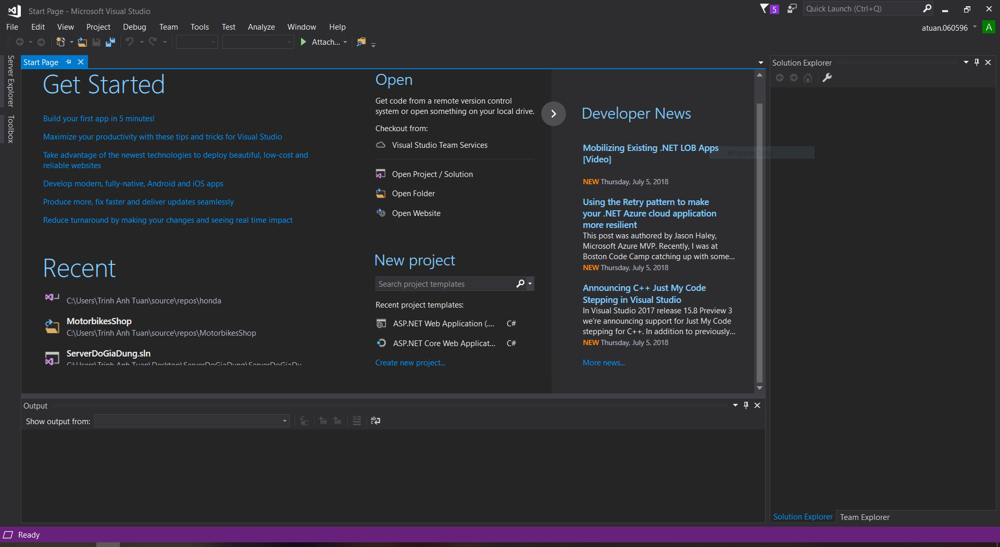 Start Page - Microsoft Visual Studio
5
Quick Launch (Ctrl+Q)
File Edit View Project Debug Team Tools Test Analyze Window Help
atuan.060596 A
Attach...
Server Explorer
Toolbox
Start Page
Get Started
Build your first app in 5 minutes!
Maximize your productivity with these tips and tricks for Visual Studio
Take advantage of the newest technologies to deploy beautiful, low-cost and
reliable websites
Develop modern, fully-native, Android and iOS apps
Produce more, fix faster and deliver updates seamlessly
Reduce turnaround by making your changes and seeing real time impact
Recent
C:\Users\Trinh Anh Tuan\source\repos\honda
MotorbikesShop
C:\Users\Trinh Anh Tuan\source\repos\MotorbikesShop
ServerDoGiaDung.sln
C:\Users\Trinh Anh Tuan\Desktop\ServerDoGiaDung\ServerDoGiaDu
Open
Get code from a remote version control
system or open something on your local drive.
Checkout from:
Visual Studio Team Services
Open Project / Solution
Open Folder
Open Website
New project
Search project templates
Recent project templates:
ASP.NET Web Application (.... C#
ASP.NET Core Web Applicat... C#
Create new project...
Developer News
Mobilizing Existing .NET LOB Apps
[Video]
Window Snip
NEW Thursday, July 5, 2018
Using the Retry pattern to make
your .NET Azure cloud application
more resilient
This post was authored by Jason Haley,
Microsoft Azure MVP. Recently, I was at
Boston Code Camp catching up with some...
NEW Thursday, July 5, 2018
Announcing C++ Just My Code
Stepping in Visual Studio
In Visual Studio 2017 release 15.8 Preview 3
we're announcing support for Just My Code
stepping for C++. In addition to previously...
NEW Thursday, July 5, 2018
More news...
Solution Explorer
Output
Show output from:
Solution Explorer Team Explorer
Ready